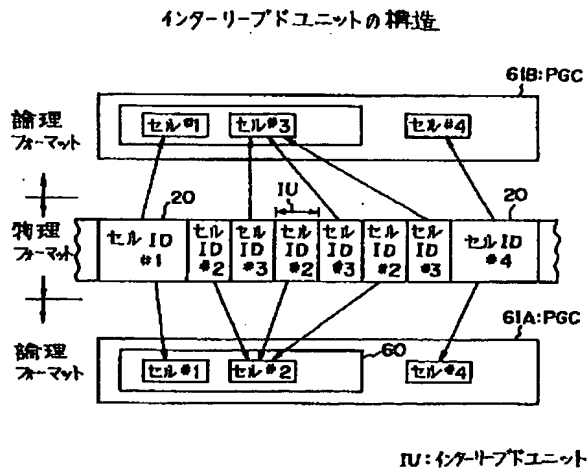 インターリーブドユニットの構造
61B:PGC
論理
フォーマット
セル#1
セル#3
セル#4
20
IU
20
物理
フォーマット
セルID
#1
セル
ID
#2
セル
ID
#3
セル
ID
#2
セル
ID
#3
セル
ID
#2
セル
ID
#3
セルID
#4
61A:PGC
論理
フォーマット
60
セル#1
セル#2
セル#4
IU:インターリーブドユニット